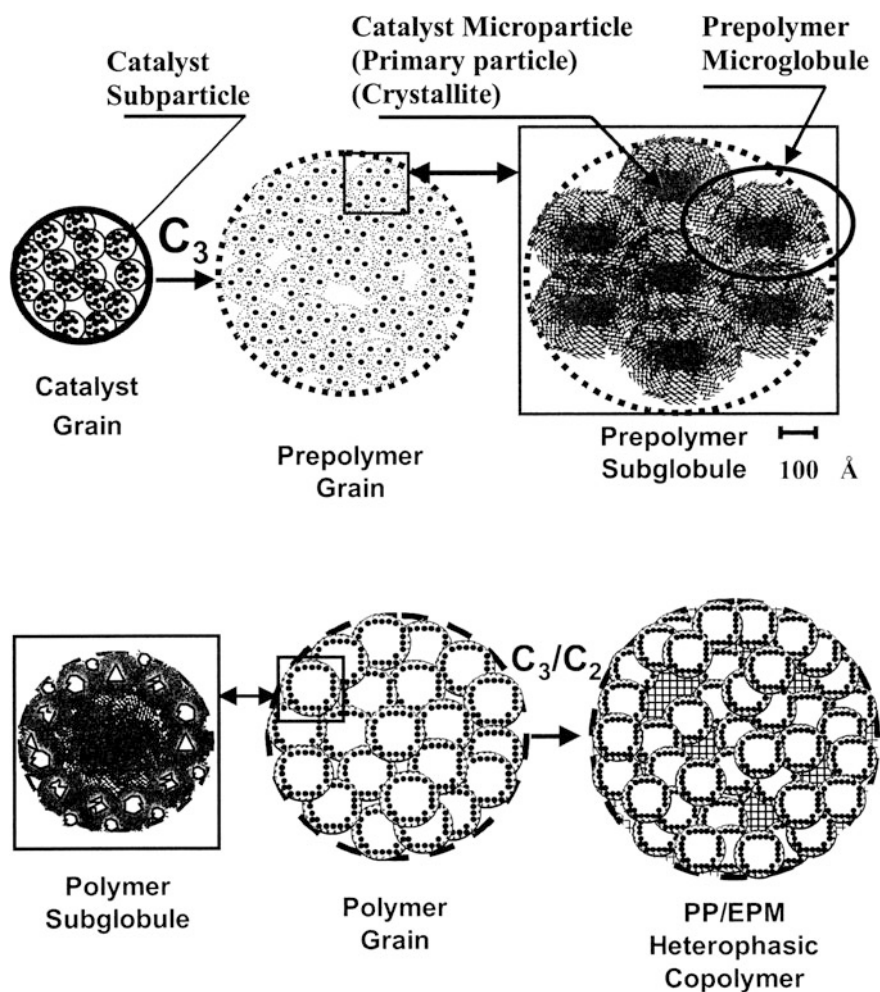 Catalyst
Subparticle
Catalyst Microparticle
(Primary particle)
(Crystallite)
Prepolymer
Microglobule
C₃
Catalyst
Grain
Prepolymer
Grain
Prepolymer
Subglobule
100 Å
C₃/C₂
Polymer
Subglobule
Polymer
Grain
PP/EPM
Heterophasic
Copolymer